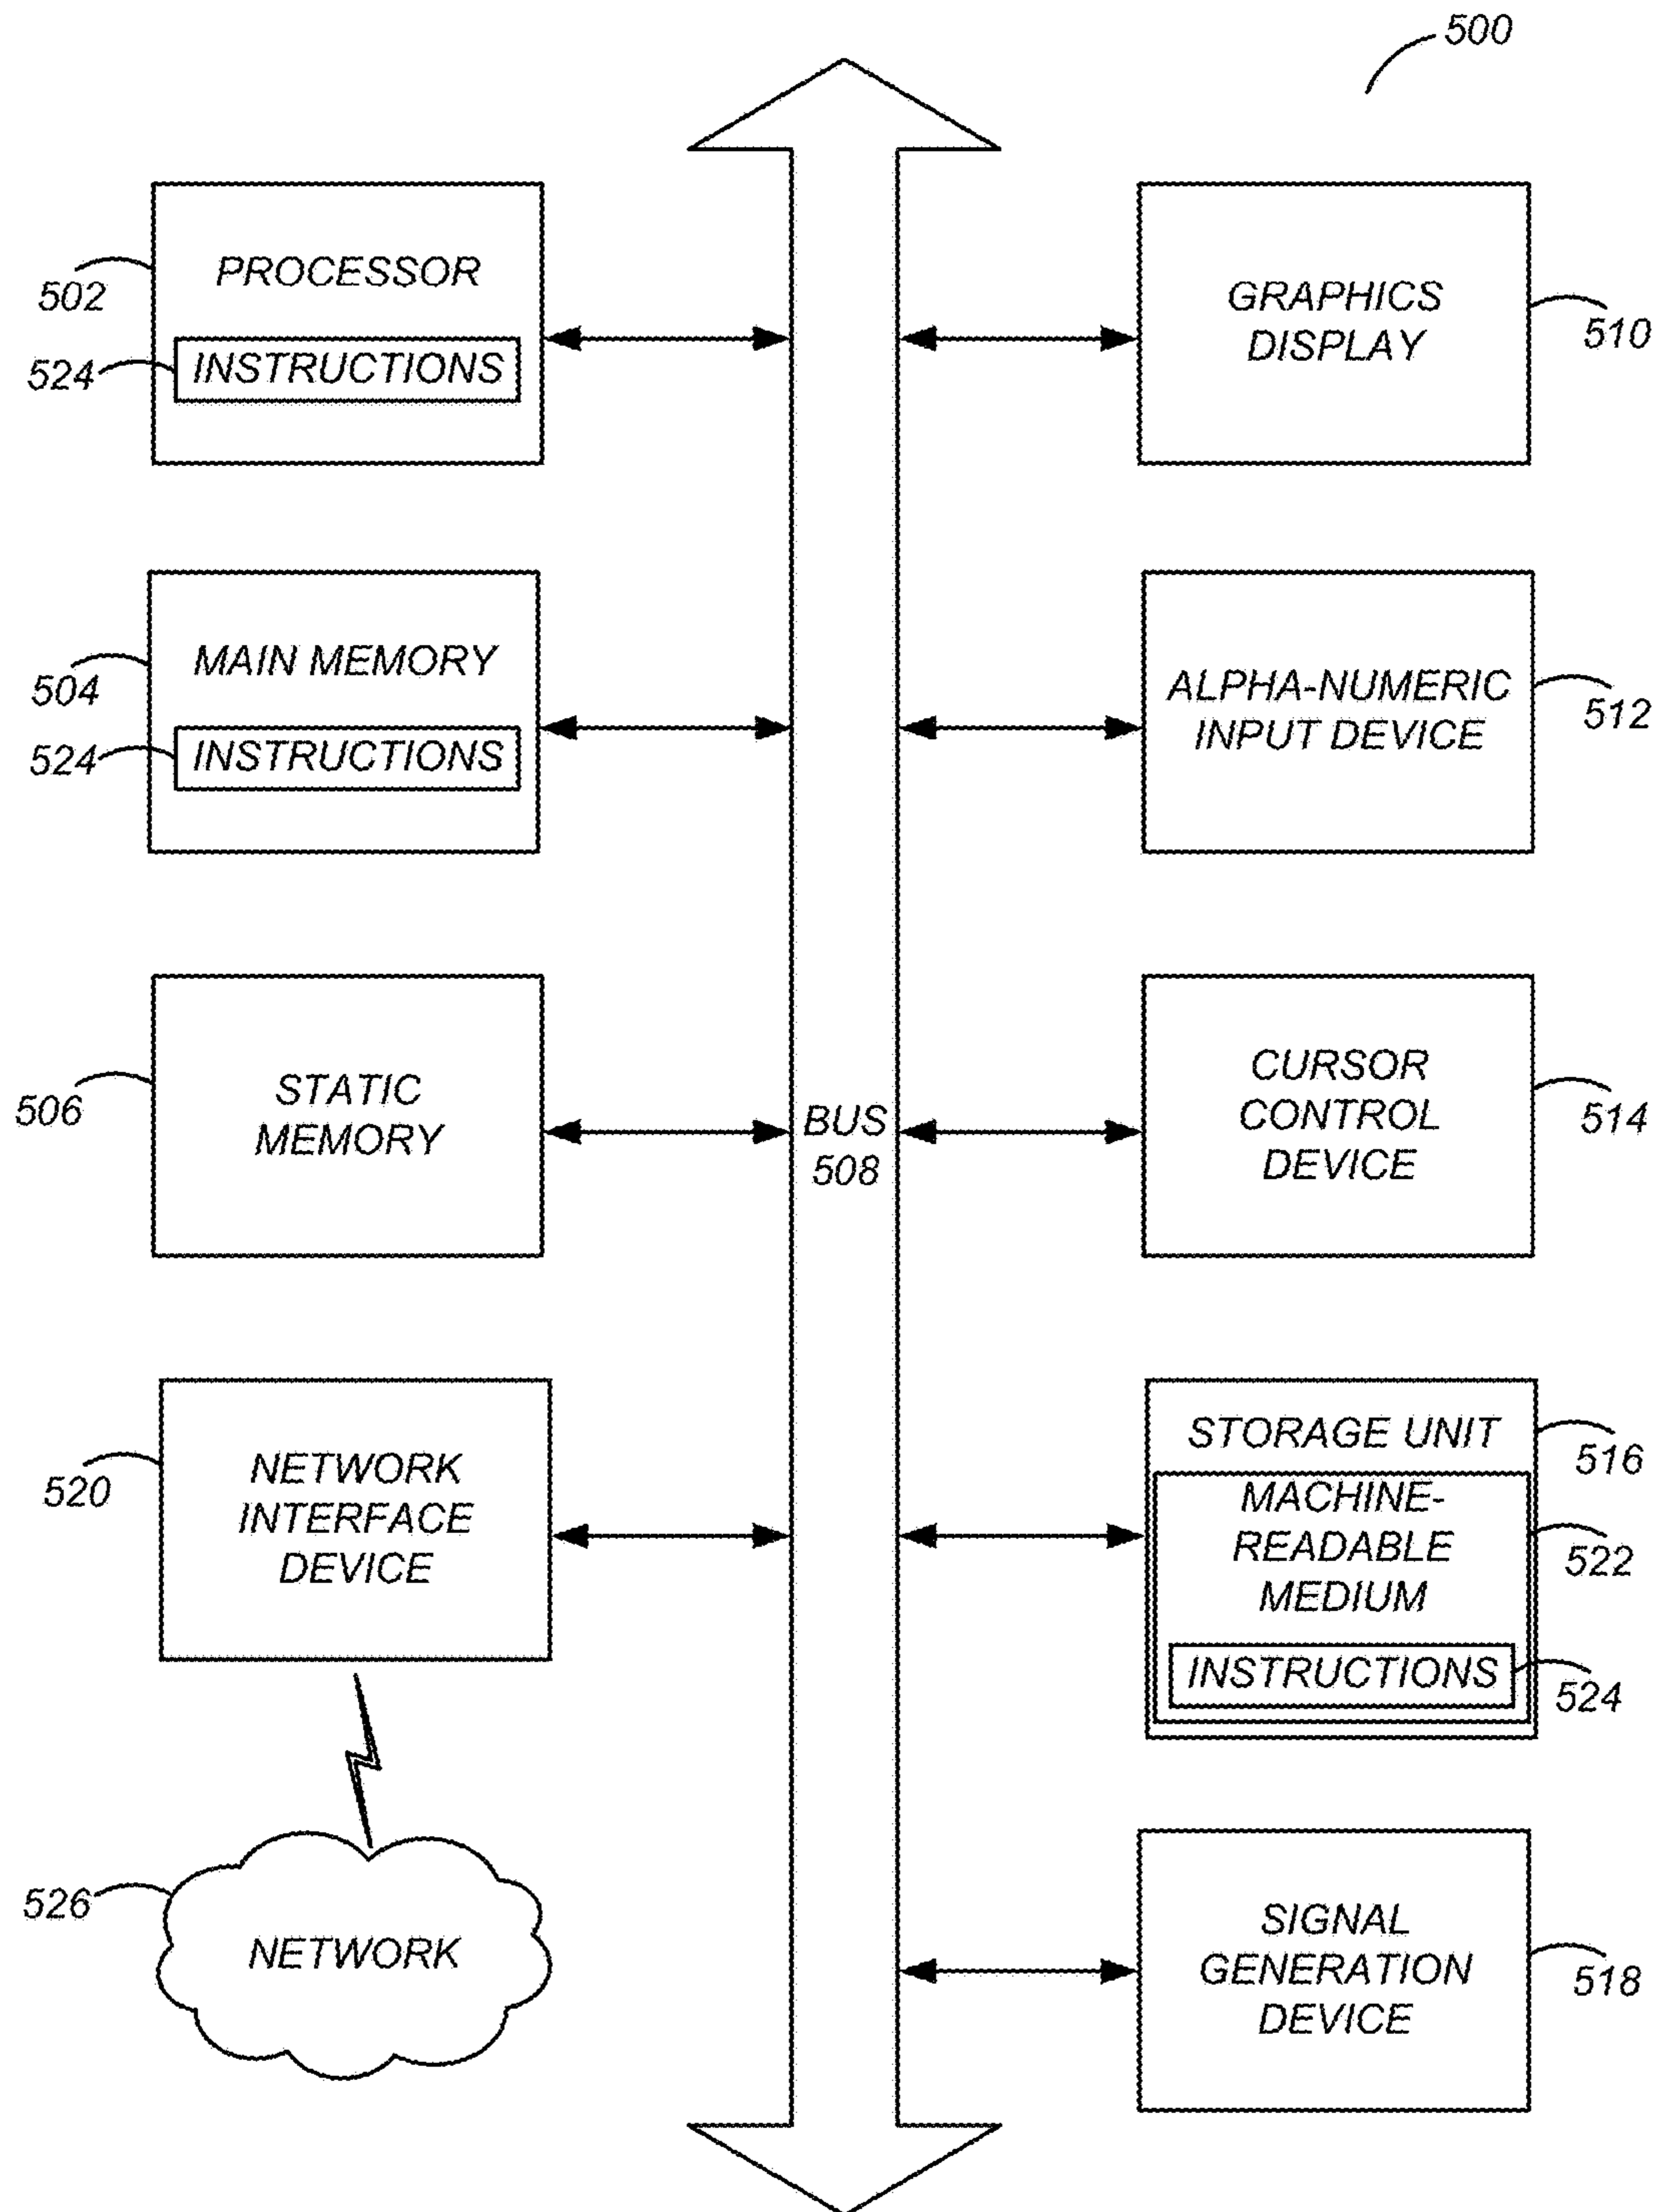 500
PROCESSOR
502
524
INSTRUCTIONS
GRAPHICS
DISPLAY
510
MAIN MEMORY
504
524
INSTRUCTIONS
ALPHA-NUMERIC
INPUT DEVICE
512
STATIC
MEMORY
506
BUS
508
CURSOR
CONTROL
DEVICE
514
NETWORK
INTERFACE
DEVICE
520
STORAGE UNIT
516
MACHINE-
READABLE
MEDIUM
522
INSTRUCTIONS
524
526
NETWORK
SIGNAL
GENERATION
DEVICE
518